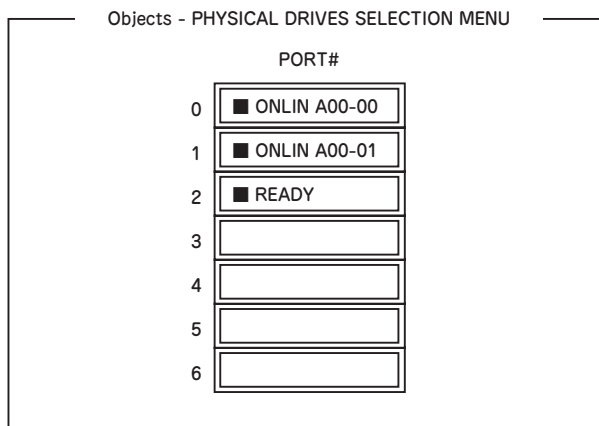 Objects - PHYSICAL DRIVES SELECTION MENU
PORT#
0 ■ ONLIN A00-00
1 ■ ONLIN A00-01
2 ■ READY
3
4
5
6